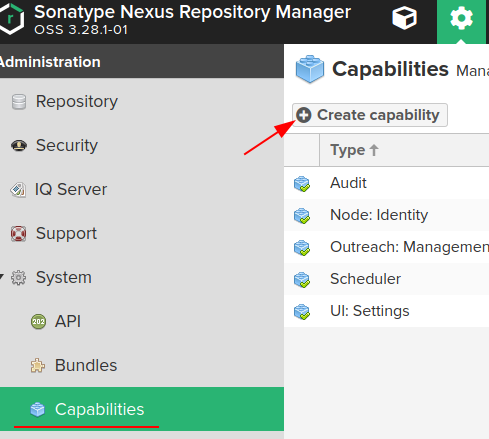 Sonatype Nexus Repository Manager
OSS 3.28.1-01
Administration
Capabilities Mana
Repository
Create capability
Security
Type
IQ Server
Audit
Support
Node: Identity
System
Outreach: Managemen
API
Scheduler
Bundles
UI: Settings
Capabilities